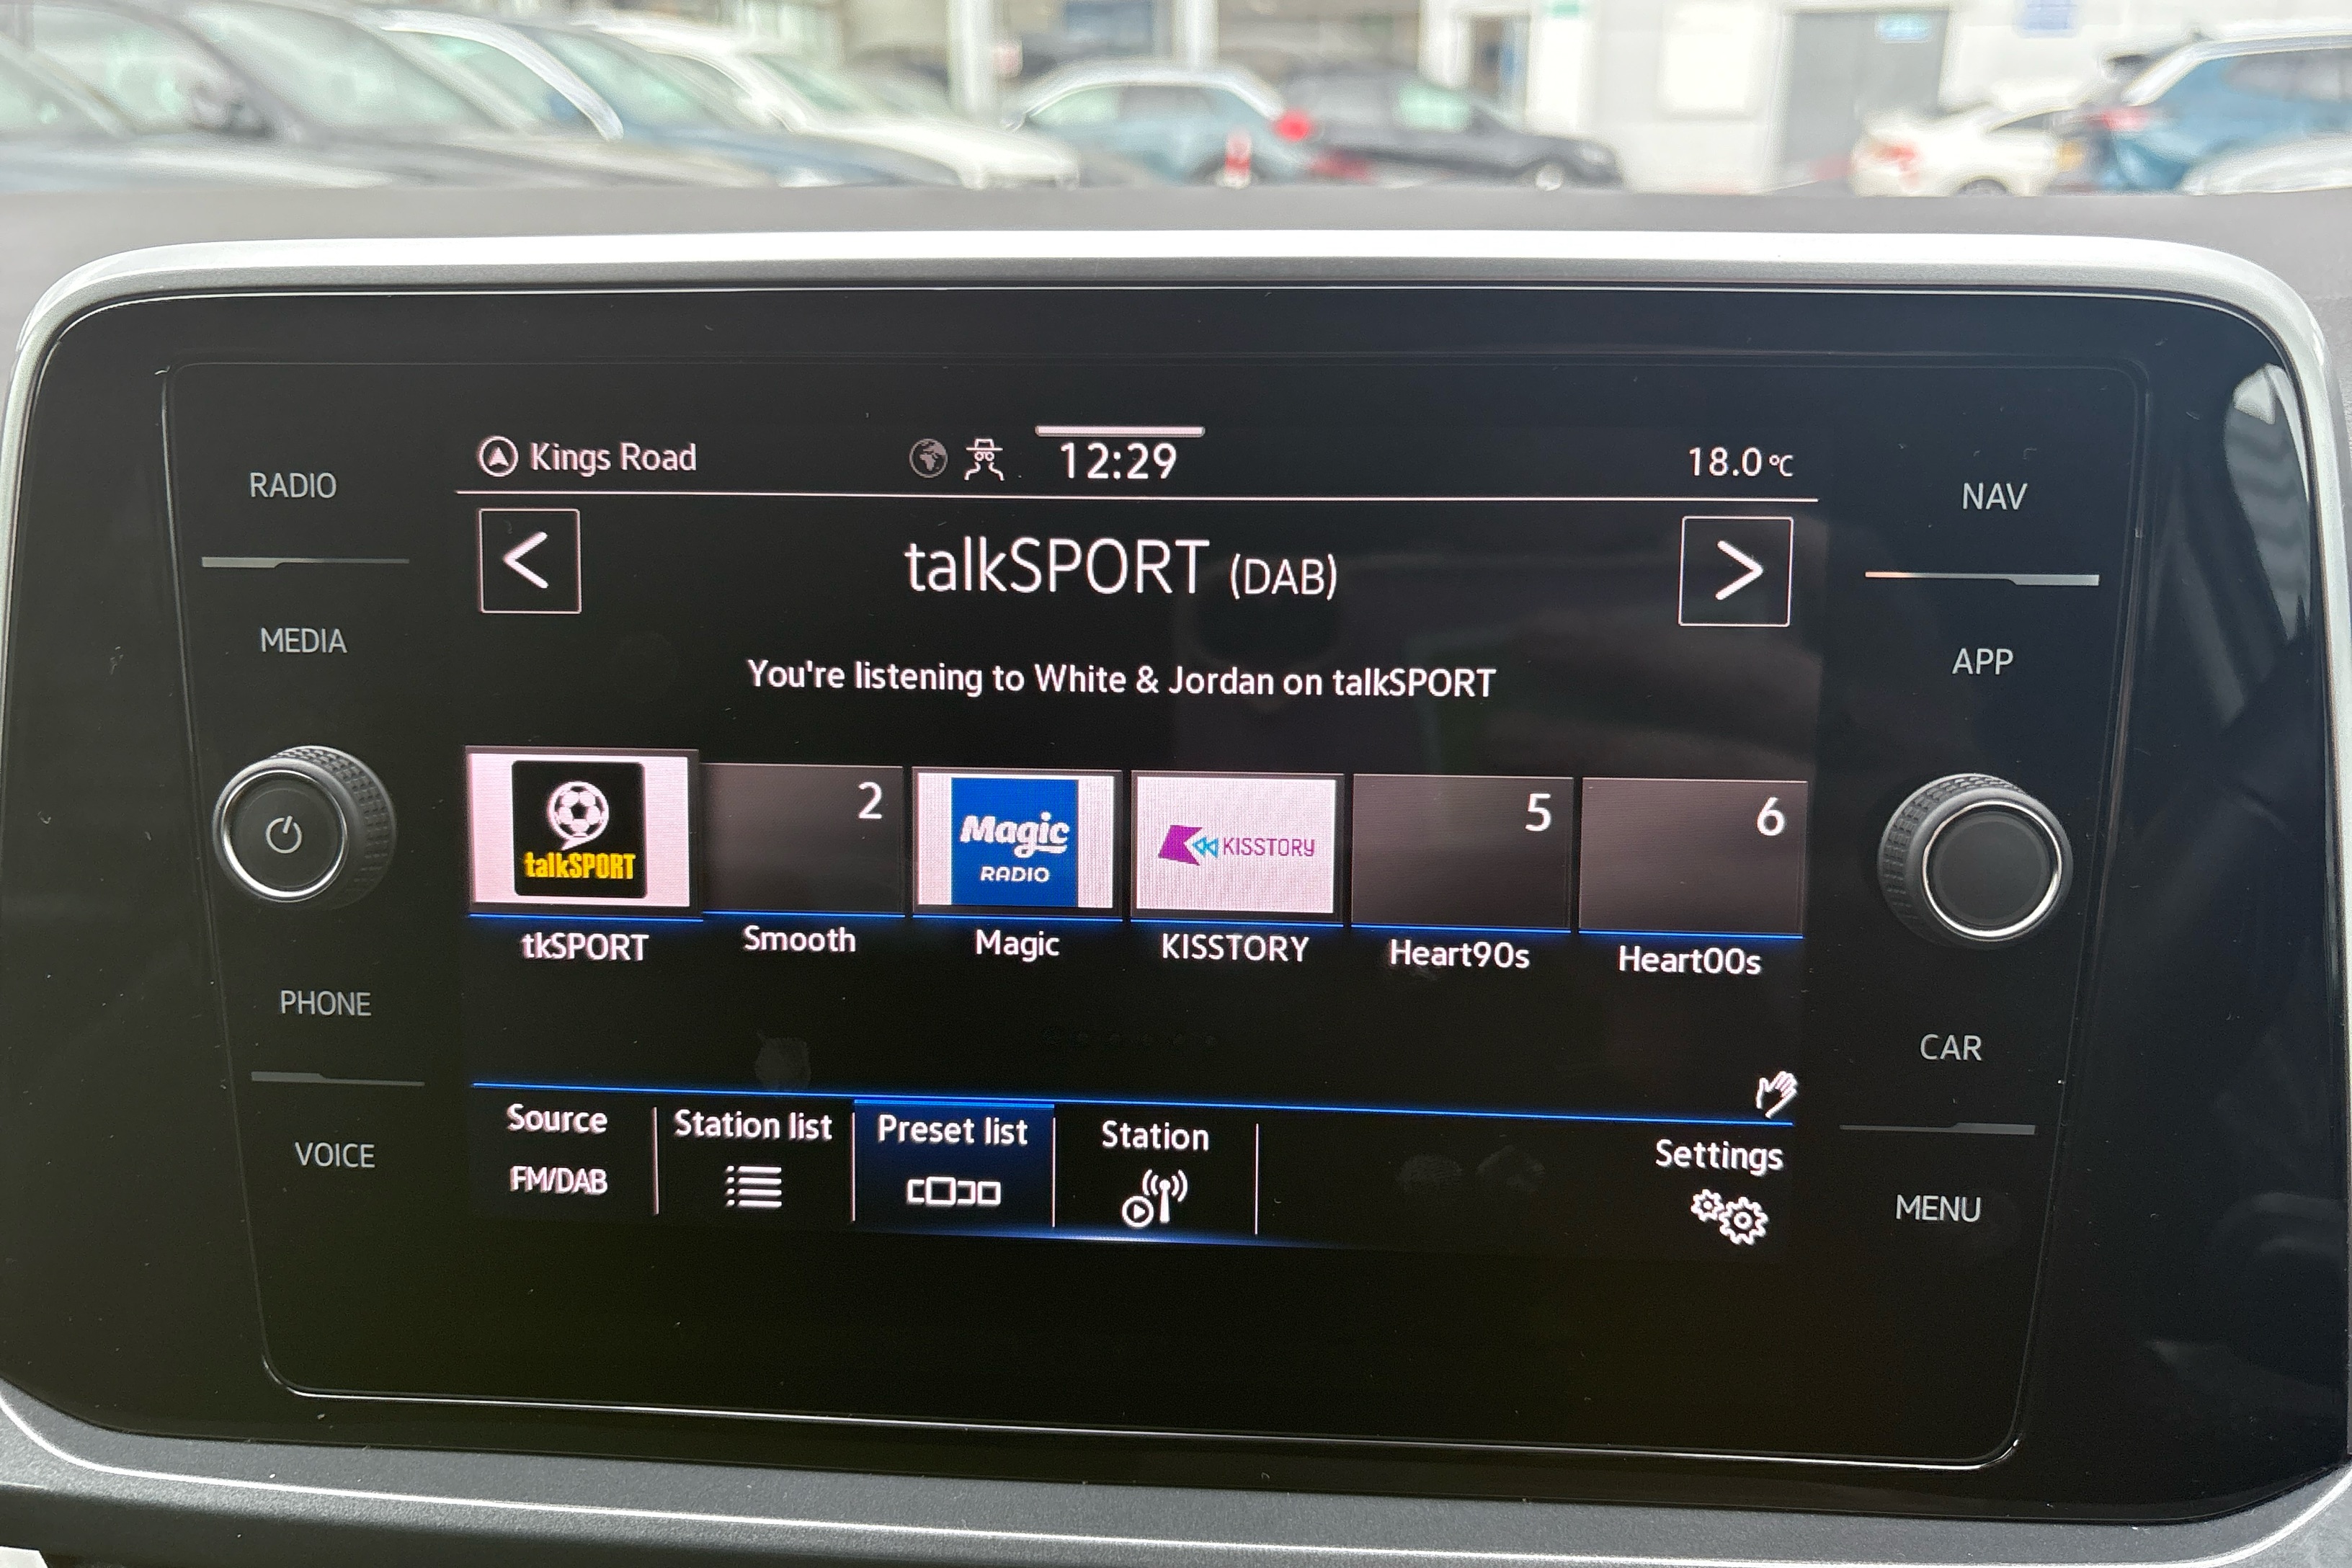 RADIO
MEDIA
PHONE
VOICE
Kings Road
12:29
18.0°C
talkSPORT (DAB)
You're listening to White & Jordan on talkSPORT
talkSPORT
2
Magic
RADIO
KISSTORY
5
6
tkSPORT
Smooth
Magic
KISSTORY
Heart90s
Heart00s
Source
FM/DAB
Station list
Preset list
Station
Settings
NAV
APP
CAR
MENU